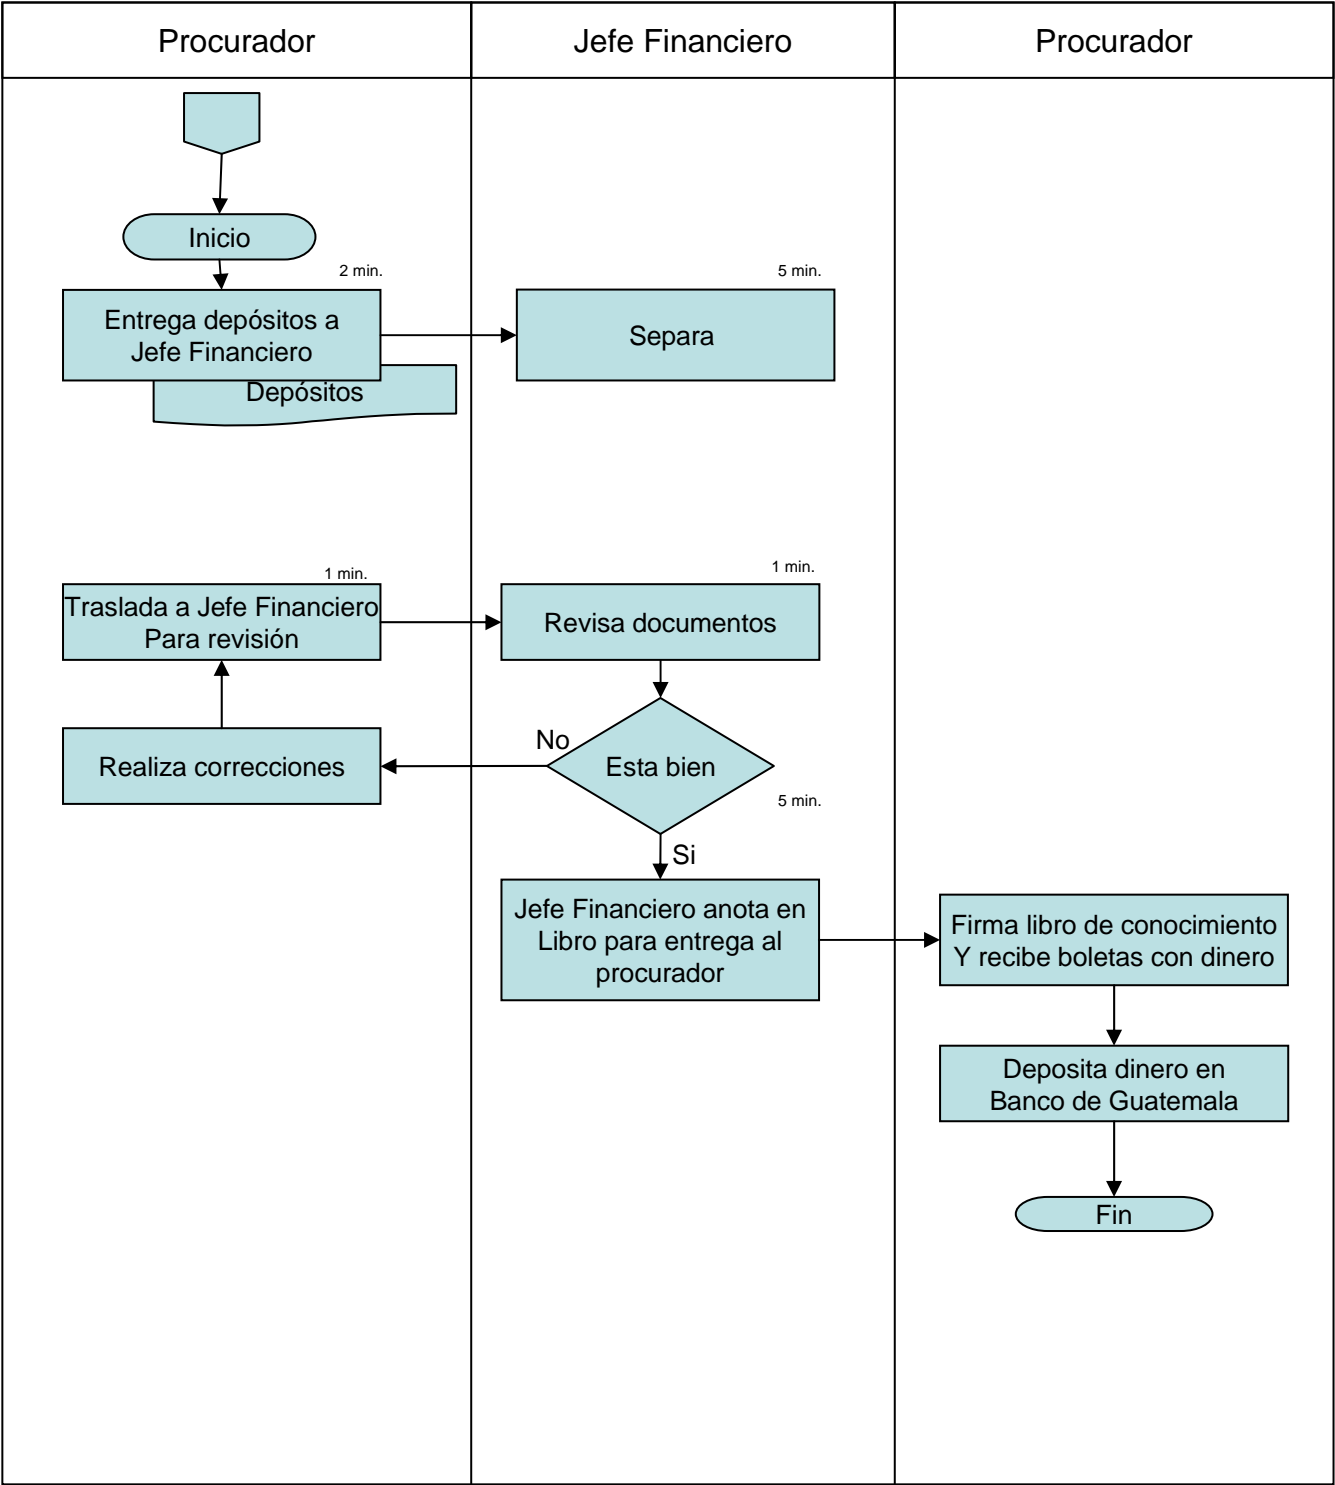 Procurador
Jefe Financiero
Procurador
Inicio
2 min.
5 min.
Entrega depósitos a
Jefe Financiero
Separa
Depósitos
1 min.
1 min.
Traslada a Jefe Financiero
Para revisión
Revisa documentos
No
Realiza correcciones
Esta bien
5 min.
Si
Jefe Financiero anota en
Libro para entrega al
procurador
Firma libro de conocimiento
Y recibe boletas con dinero
Deposita dinero en
Banco de Guatemala
Fin